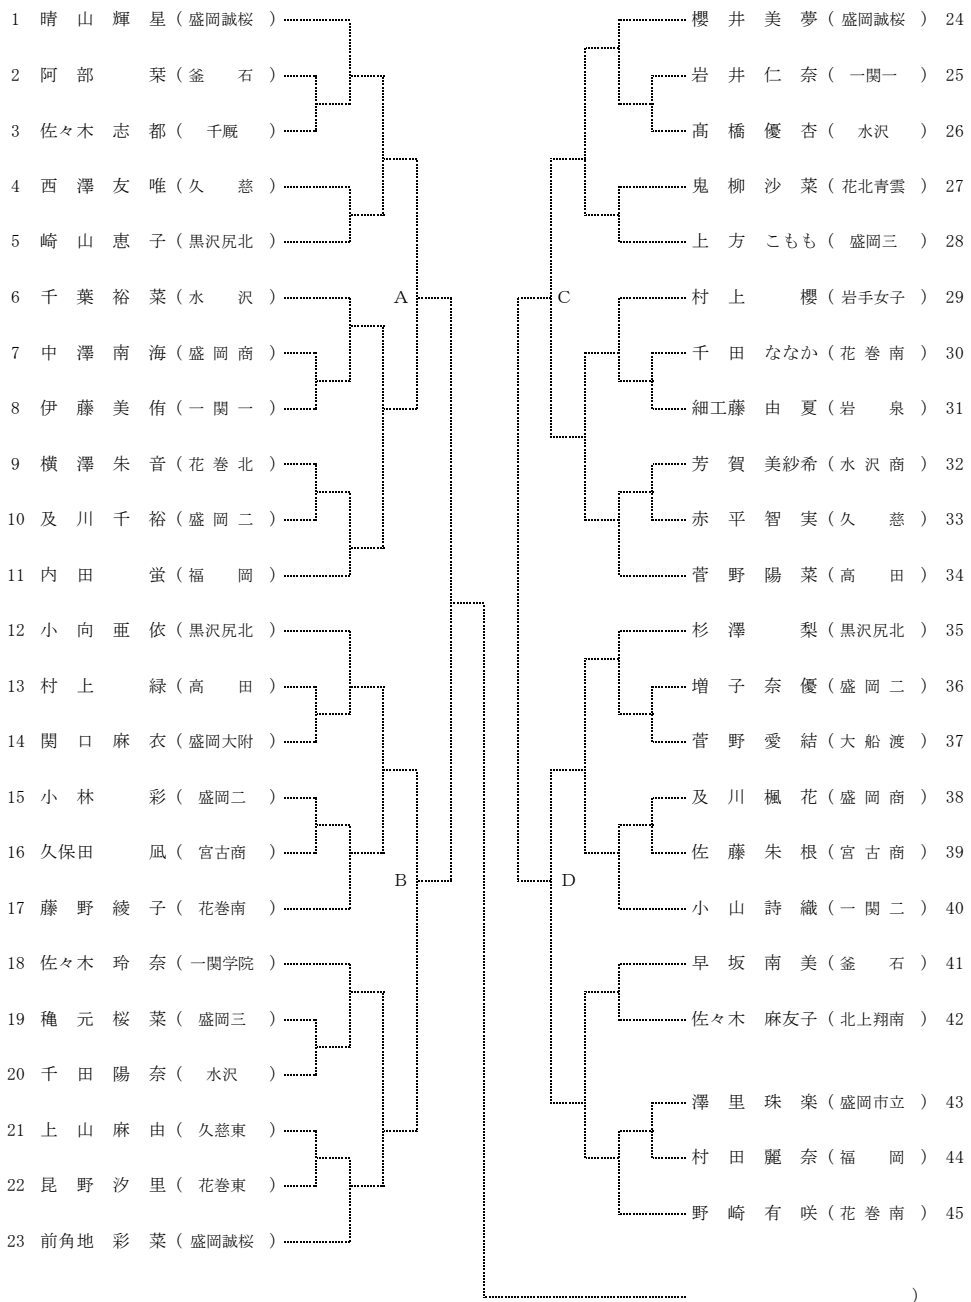 1 晴山輝星（盛岡誠桜）
2 阿部 栞（釜石）
3 佐々木志都（千厩）
4 西澤友唯（久慈）
5 崎山恵子（黒沢尻北）
6 千葉裕菜（水沢）
7 中澤南海（盛岡商）
8 伊藤美侑（一関一）
9 横澤朱音（花巻北）
10 及川千裕（盛岡二）
11 内田 蛍（福岡）
12 小向亜依（黒沢尻北）
13 村上 緑（高田）
14 関口麻衣（盛岡大附）
15 小林 彩（盛岡二）
16 久保田 凪（宮古商）
17 藤野綾子（花巻南）
18 佐々木玲奈（一関学院）
19 穐元桜菜（盛岡三）
20 千田陽奈（水沢）
21 上山麻由（久慈東）
22 昆野汐里（花巻東）
23 前角地彩菜（盛岡誠桜）
A
B
C
D
櫻井美夢（盛岡誠桜）24
岩井仁奈（一関一）25
髙橋優杏（水沢）26
鬼柳沙菜（花北青雲）27
上方こもも（盛岡三）28
村上 櫻（岩手女子）29
千田ななか（花巻南）30
細工藤由夏（岩泉）31
芳賀美紗希（水沢商）32
赤平智実（久慈）33
菅野陽菜（高田）34
杉澤 梨（黒沢尻北）35
増子奈優（盛岡二）36
菅野愛結（大船渡）37
及川楓花（盛岡商）38
佐藤朱根（宮古商）39
小山詩織（一関二）40
早坂南美（釜石）41
佐々木麻友子（北上翔南）42
澤里珠楽（盛岡市立）43
村田麗奈（福岡）44
野崎有咲（花巻南）45
）